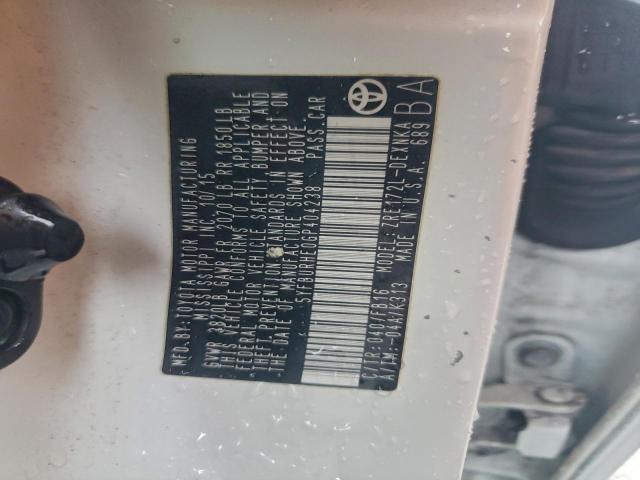 MFD. BY: TOYOTA MOTOR MANUFACTURING
MISSISSIPPI INC. 10/15
GVWR 3820LB GAWR FR 2020 LB RR 1850LB
THIS VEHICLE CONFORMS TO ALL APPLICABLE
FEDERAL MOTOR VEHICLE SAFETY, BUMPER AND
THEFT PREVENTION STANDARDS IN EFFECT ON
THE DATE OF MANUFACTURE SHOWN ABOVE.
5YFBURHE0GP404238 PASS. CAR
C/TR: 040/FB16 MODEL: ZRE172L-DEXNKA
A/TM: -04A/K313 MADE IN U.S.A. 689
BA